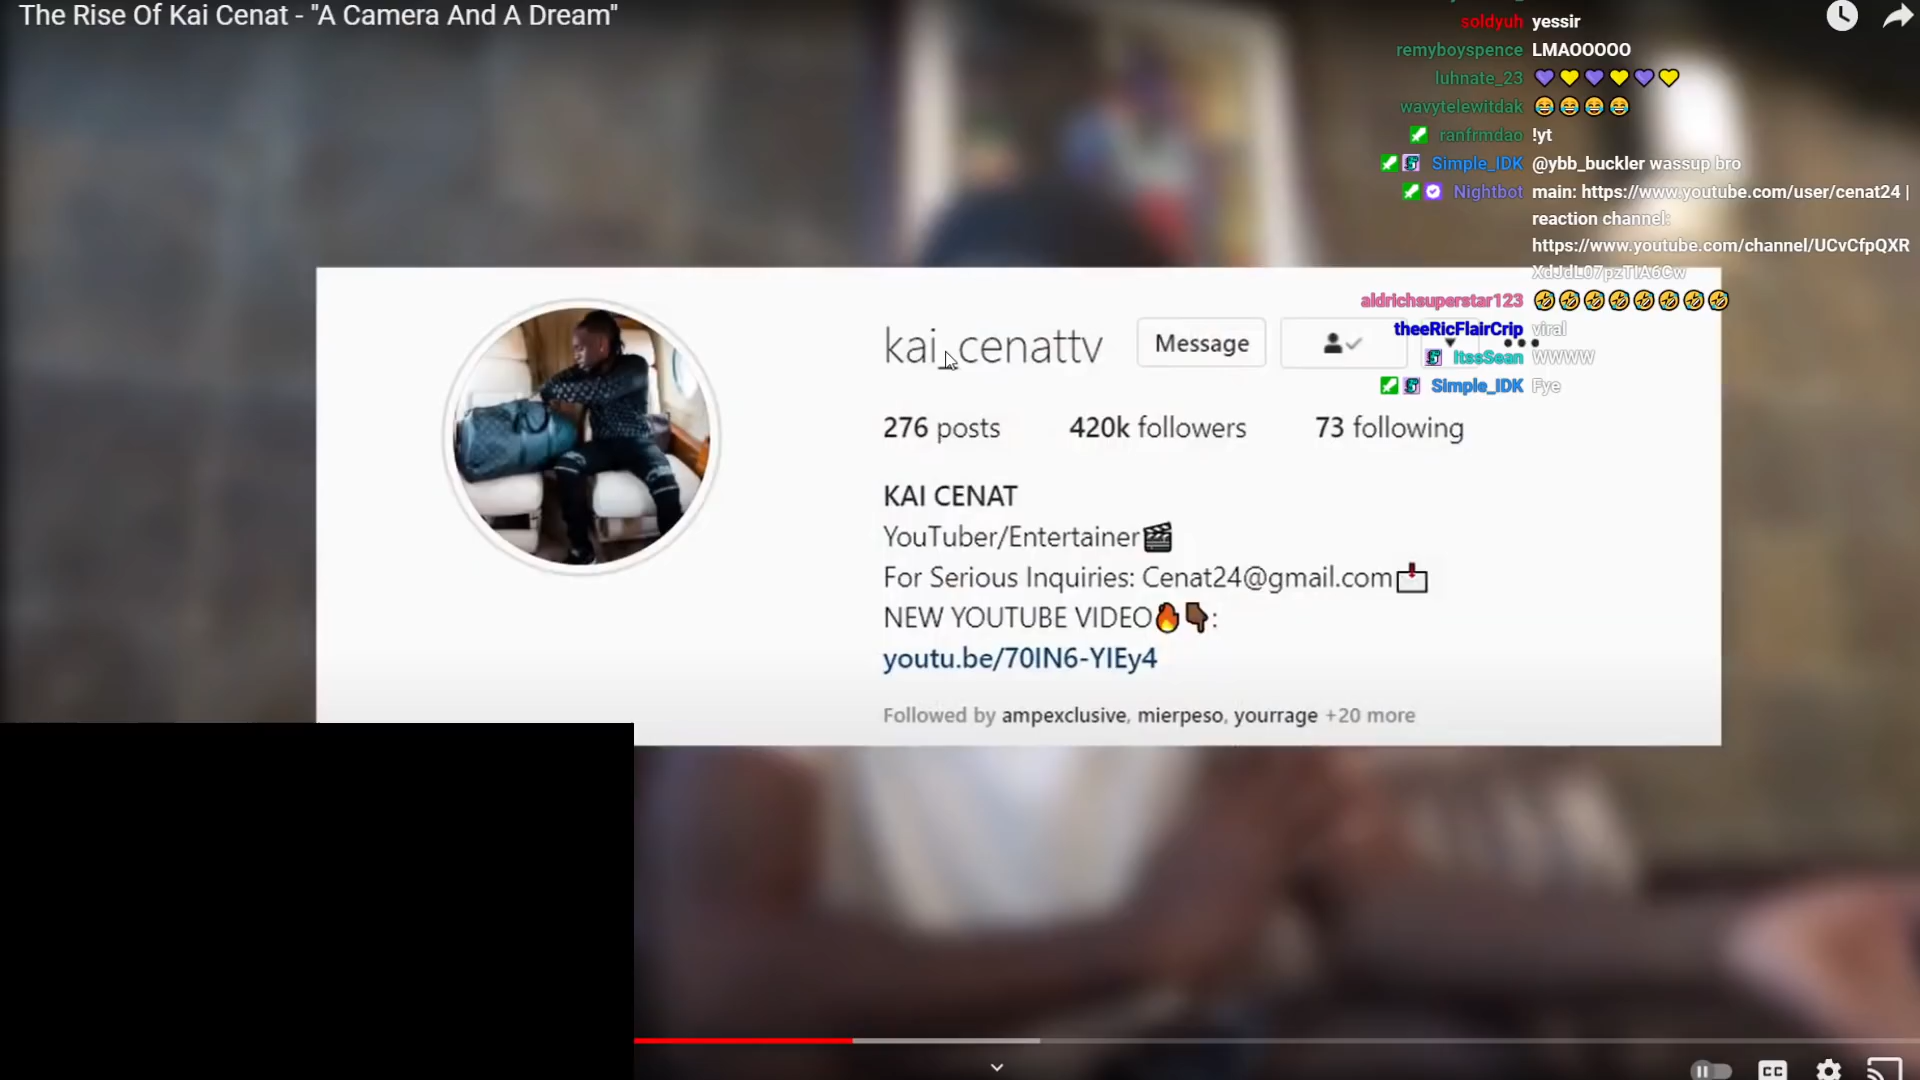 The Rise Of Kai Cenat - "A Camera And A Dream"
soldyuh yessir
remyboyspence LMAOOOOO
luhnate_23 💜💛💜💛💜💛
wavytelewitdak 😂😂😂😂
ranfrmdao !yt
Simple_IDK @ybb_buckler wassup bro
Nightbot main: https://www.youtube.com/user/cenat24 |
reaction channel:
https://www.youtube.com/channel/UCvCfpQXR
XdJdL07pzTIA6Cw
aldrichsuperstar123 🤣🤣🤣🤣🤣🤣🤣🤣
theeRicFlairCrip viral
ItssSean WWWW
Simple_IDK Fye
kai_cenattv Message
276 posts 420k followers 73 following
KAI CENAT
YouTuber/Entertainer🎬
For Serious Inquiries: Cenat24@gmail.com📩
NEW YOUTUBE VIDEO🔥👇🏿:
youtu.be/70IN6-YIEy4
Followed by ampexclusive, mierpeso, yourrage +20 more
CC